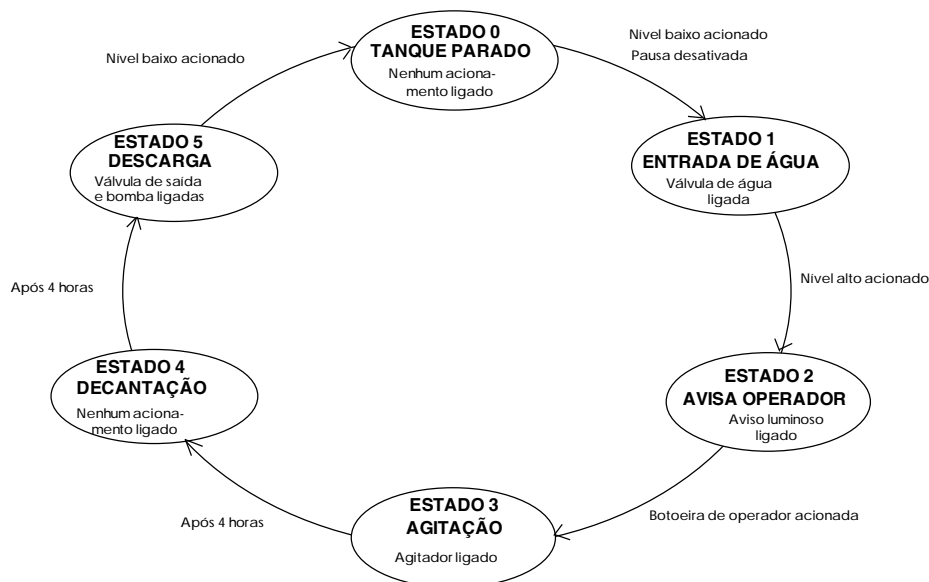 ESTADO 0
TANQUE PARADO
Nenhum aciona-
mento ligado
Nível baixo acionado
Pausa desativada
ESTADO 1
ENTRADA DE ÁGUA
Válvula de água
ligada
Nível alto acionado
ESTADO 2
AVISA OPERADOR
Aviso luminoso
ligado
Botoeira de operador acionada
ESTADO 3
AGITAÇÃO
Agitador ligado
Após 4 horas
ESTADO 4
DECANTAÇÃO
Nenhum aciona-
mento ligado
Após 4 horas
ESTADO 5
DESCARGA
Válvula de saída
e bomba ligadas
Nível baixo acionado